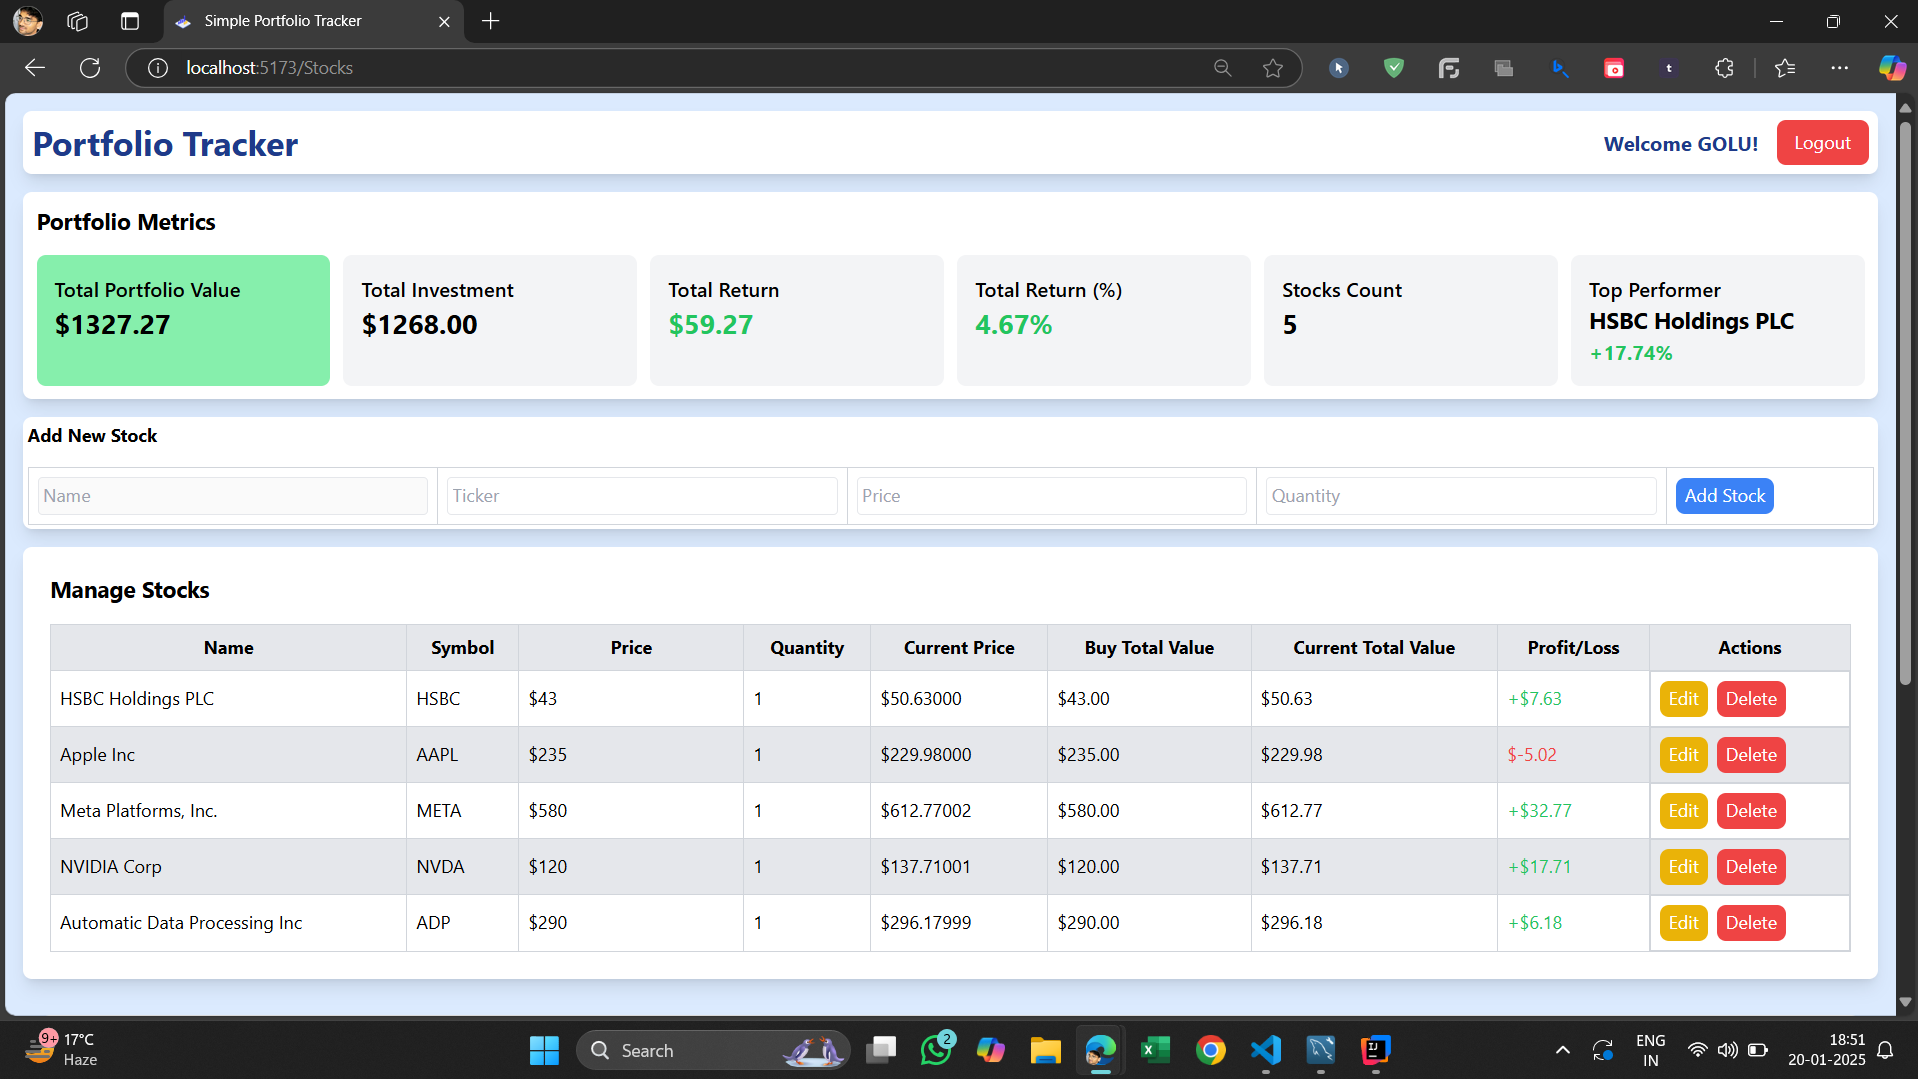 Simple Portfolio Tracker
localhost:5173/Stocks
Portfolio Tracker
Welcome GOLU!
Logout
Portfolio Metrics
Total Portfolio Value
$1327.27
Total Investment
$1268.00
Total Return
$59.27
Total Return (%)
4.67%
Stocks Count
5
Top Performer
HSBC Holdings PLC
+17.74%
Add New Stock
Name Ticker Price Quantity Add Stock
Manage Stocks
Name Symbol Price Quantity Current Price Buy Total Value Current Total Value Profit/Loss Actions
HSBC Holdings PLC HSBC $43 1 $50.63000 $43.00 $50.63 +$7.63 Edit Delete
Apple Inc AAPL $235 1 $229.98000 $235.00 $229.98 $-5.02 Edit Delete
Meta Platforms, Inc. META $580 1 $612.77002 $580.00 $612.77 +$32.77 Edit Delete
NVIDIA Corp NVDA $120 1 $137.71001 $120.00 $137.71 +$17.71 Edit Delete
Automatic Data Processing Inc ADP $290 1 $296.17999 $290.00 $296.18 +$6.18 Edit Delete
9+
17°C
Haze
Search
2
ENG
IN
18:51
20-01-2025